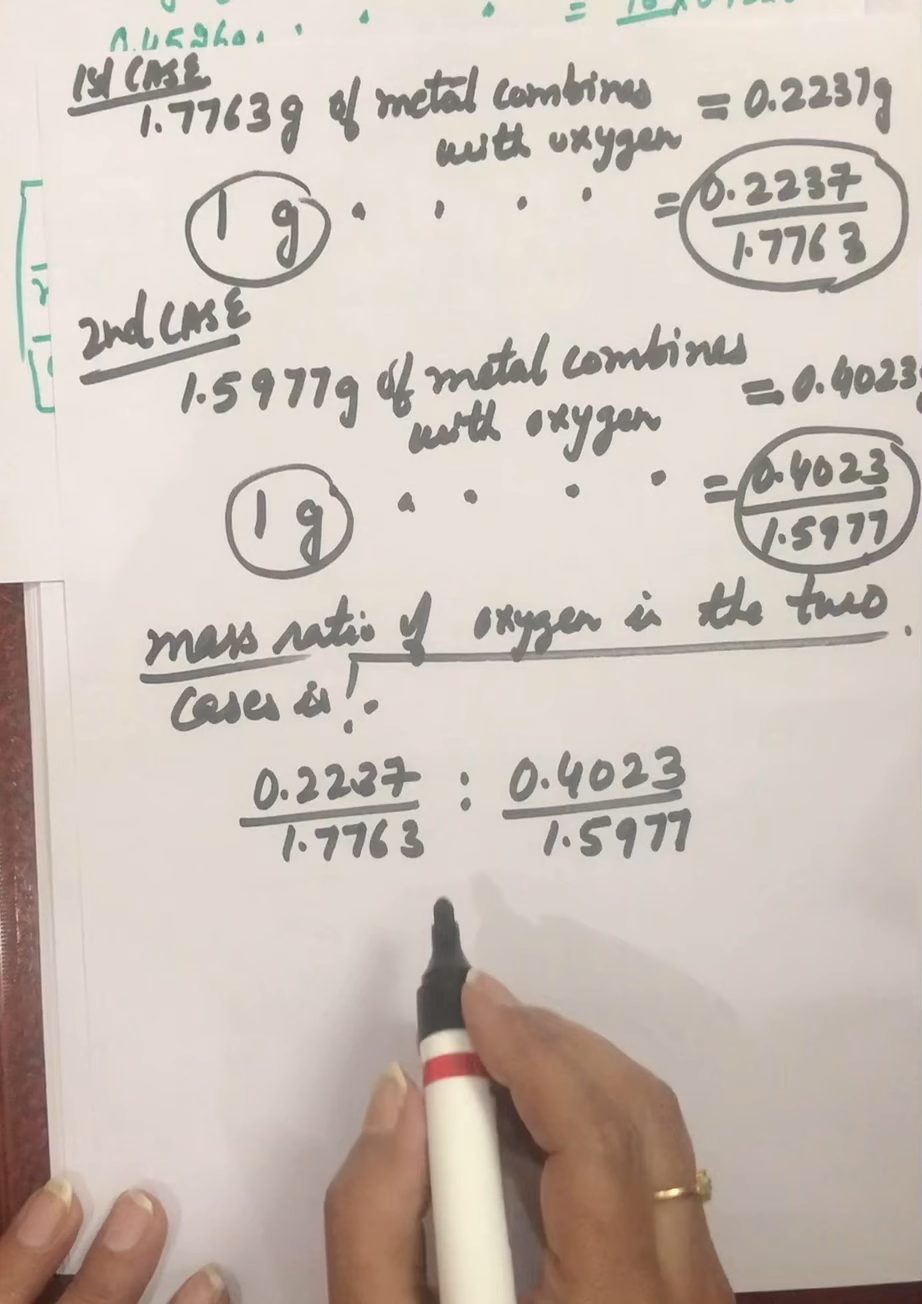 1st CASE
1.7763g of metal combines = 0.2237g
with oxygen
1 g " " " " = 0.2237
1.7763
2nd CASE
1.5977g of metal combines = 0.4023g
with oxygen
1 g " " " " = 0.4023
1.5977
mass ratio of oxygen in the two
cases is :
0.2237 : 0.4023
1.7763 1.5977